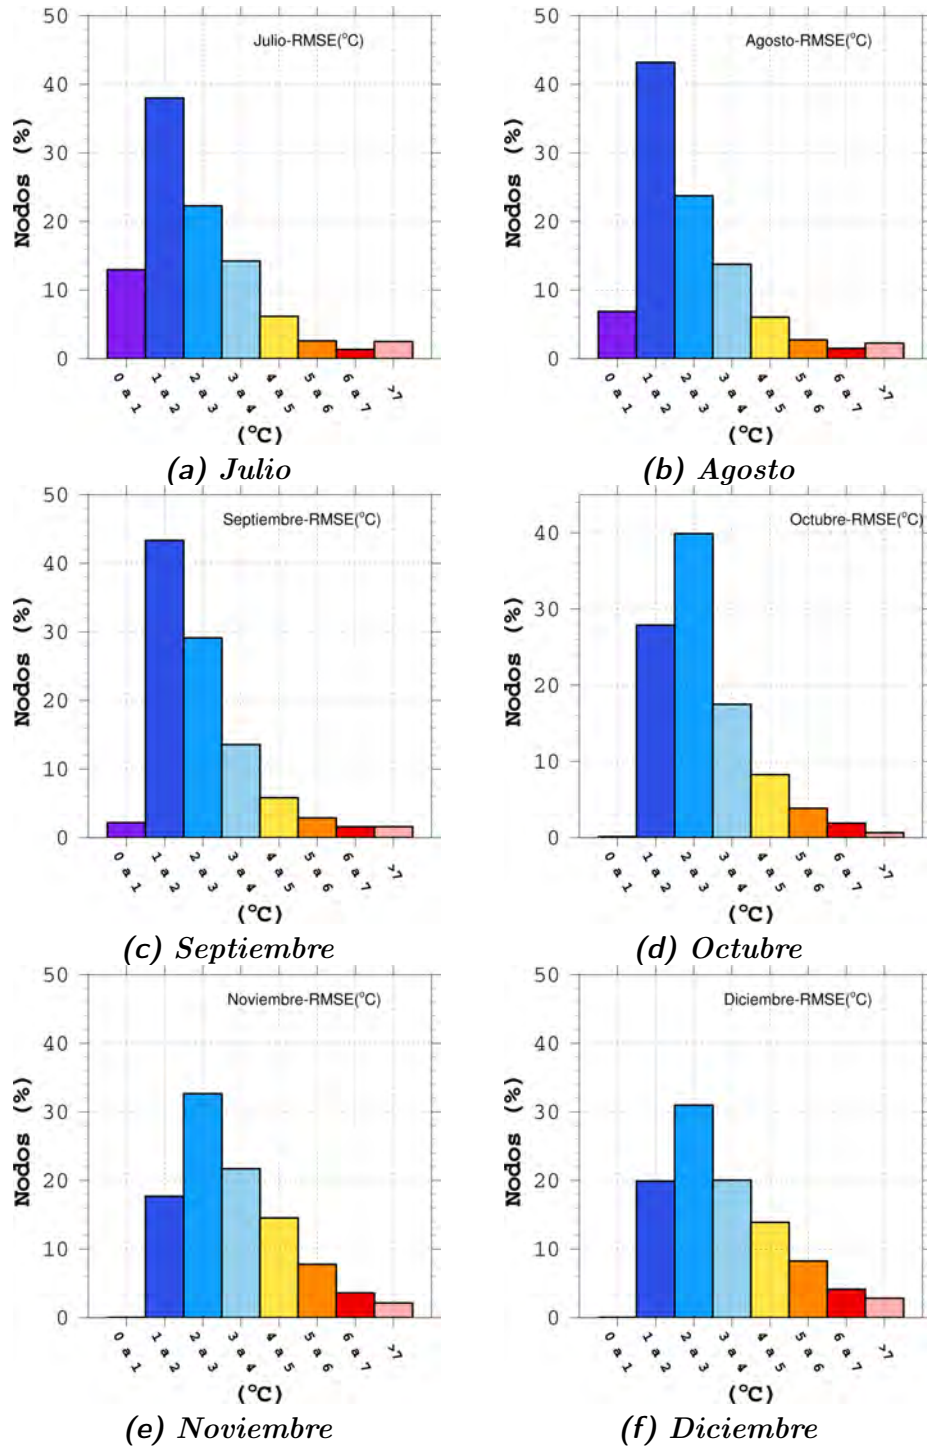 50
Julio-RMSE(°C)
40
30
20
10
0
Nodos (%)
0 a 1
1 a 2
2 a 3
3 a 4
4 a 5
5 a 6
6 a 7
>7
(°C)
(a) Julio
50
Agosto-RMSE(°C)
40
30
20
10
0
Nodos (%)
0 a 1
1 a 2
2 a 3
3 a 4
4 a 5
5 a 6
6 a 7
>7
(°C)
(b) Agosto
50
Septiembre-RMSE(°C)
40
30
20
10
0
Nodos (%)
0 a 1
1 a 2
2 a 3
3 a 4
4 a 5
5 a 6
6 a 7
>7
(°C)
(c) Septiembre
Octubre-RMSE(°C)
40
30
20
10
0
Nodos (%)
0 a 1
1 a 2
2 a 3
3 a 4
4 a 5
5 a 6
6 a 7
>7
(°C)
(d) Octubre
50
Noviembre-RMSE(°C)
40
30
20
10
0
Nodos (%)
0 a 1
1 a 2
2 a 3
3 a 4
4 a 5
5 a 6
6 a 7
>7
(°C)
(e) Noviembre
50
Diciembre-RMSE(°C)
40
30
20
10
0
Nodos (%)
0 a 1
1 a 2
2 a 3
3 a 4
4 a 5
5 a 6
6 a 7
>7
(°C)
(f) Diciembre